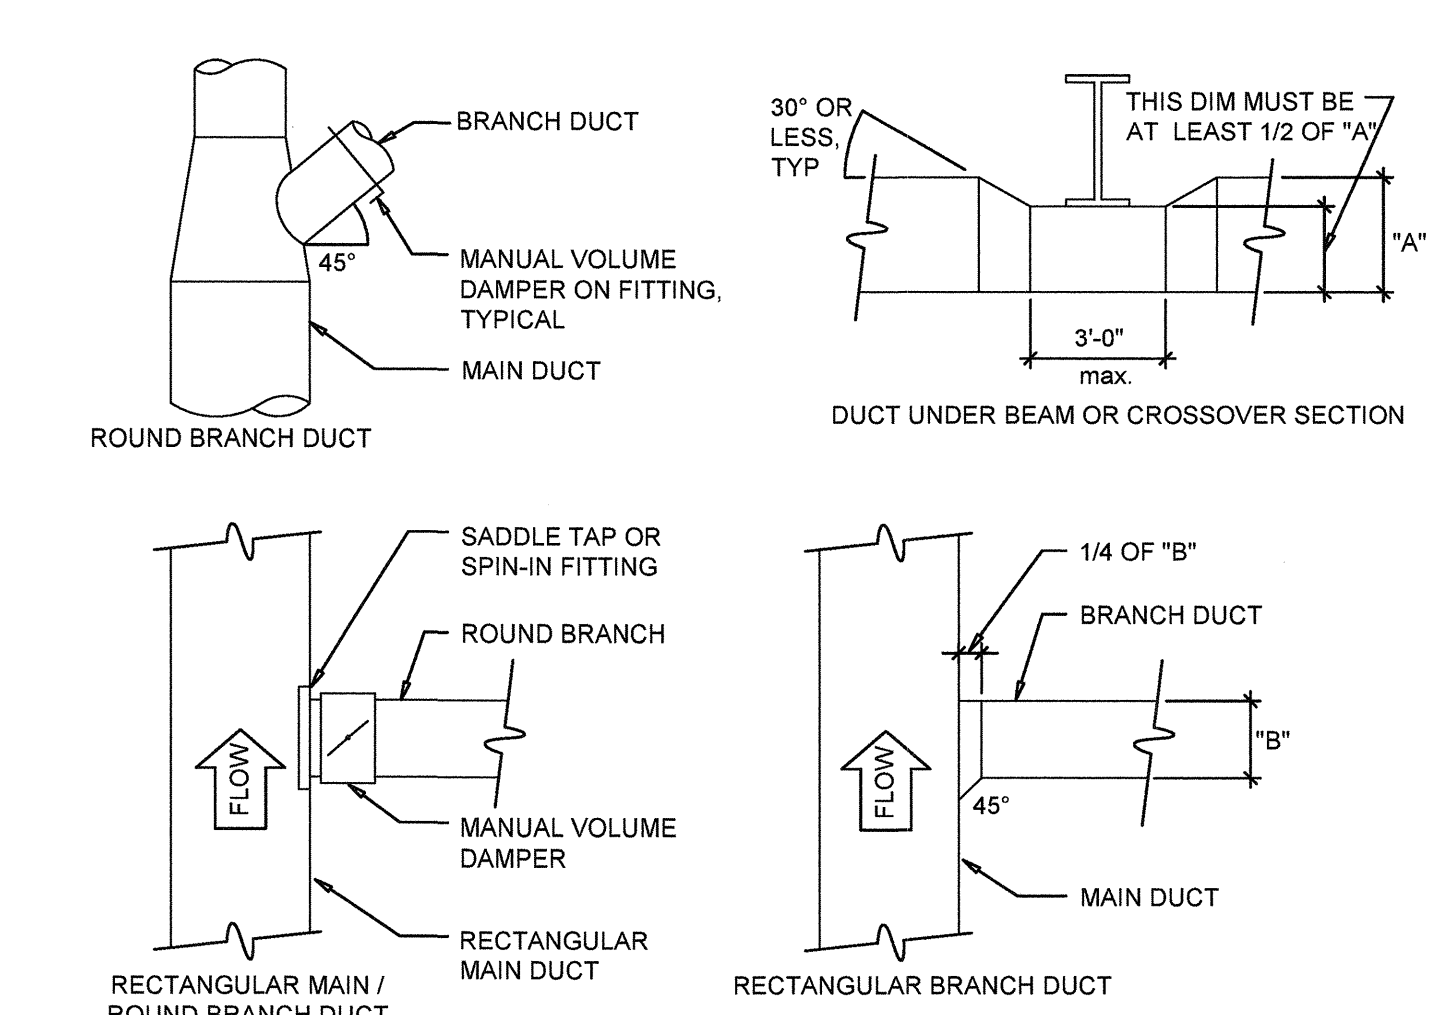 BRANCH DUCT
45°
MANUAL VOLUME
DAMPER ON FITTING,
TYPICAL
MAIN DUCT
ROUND BRANCH DUCT
30° OR
LESS,
TYP
THIS DIM MUST BE
AT LEAST 1/2 OF "A"
"A"
3'-0"
max.
DUCT UNDER BEAM OR CROSSOVER SECTION
SADDLE TAP OR
SPIN-IN FITTING
ROUND BRANCH
FLOW
MANUAL VOLUME
DAMPER
RECTANGULAR
MAIN DUCT
RECTANGULAR MAIN /
ROUND BRANCH DUCT
1/4 OF "B"
BRANCH DUCT
"B"
FLOW
45°
MAIN DUCT
RECTANGULAR BRANCH DUCT